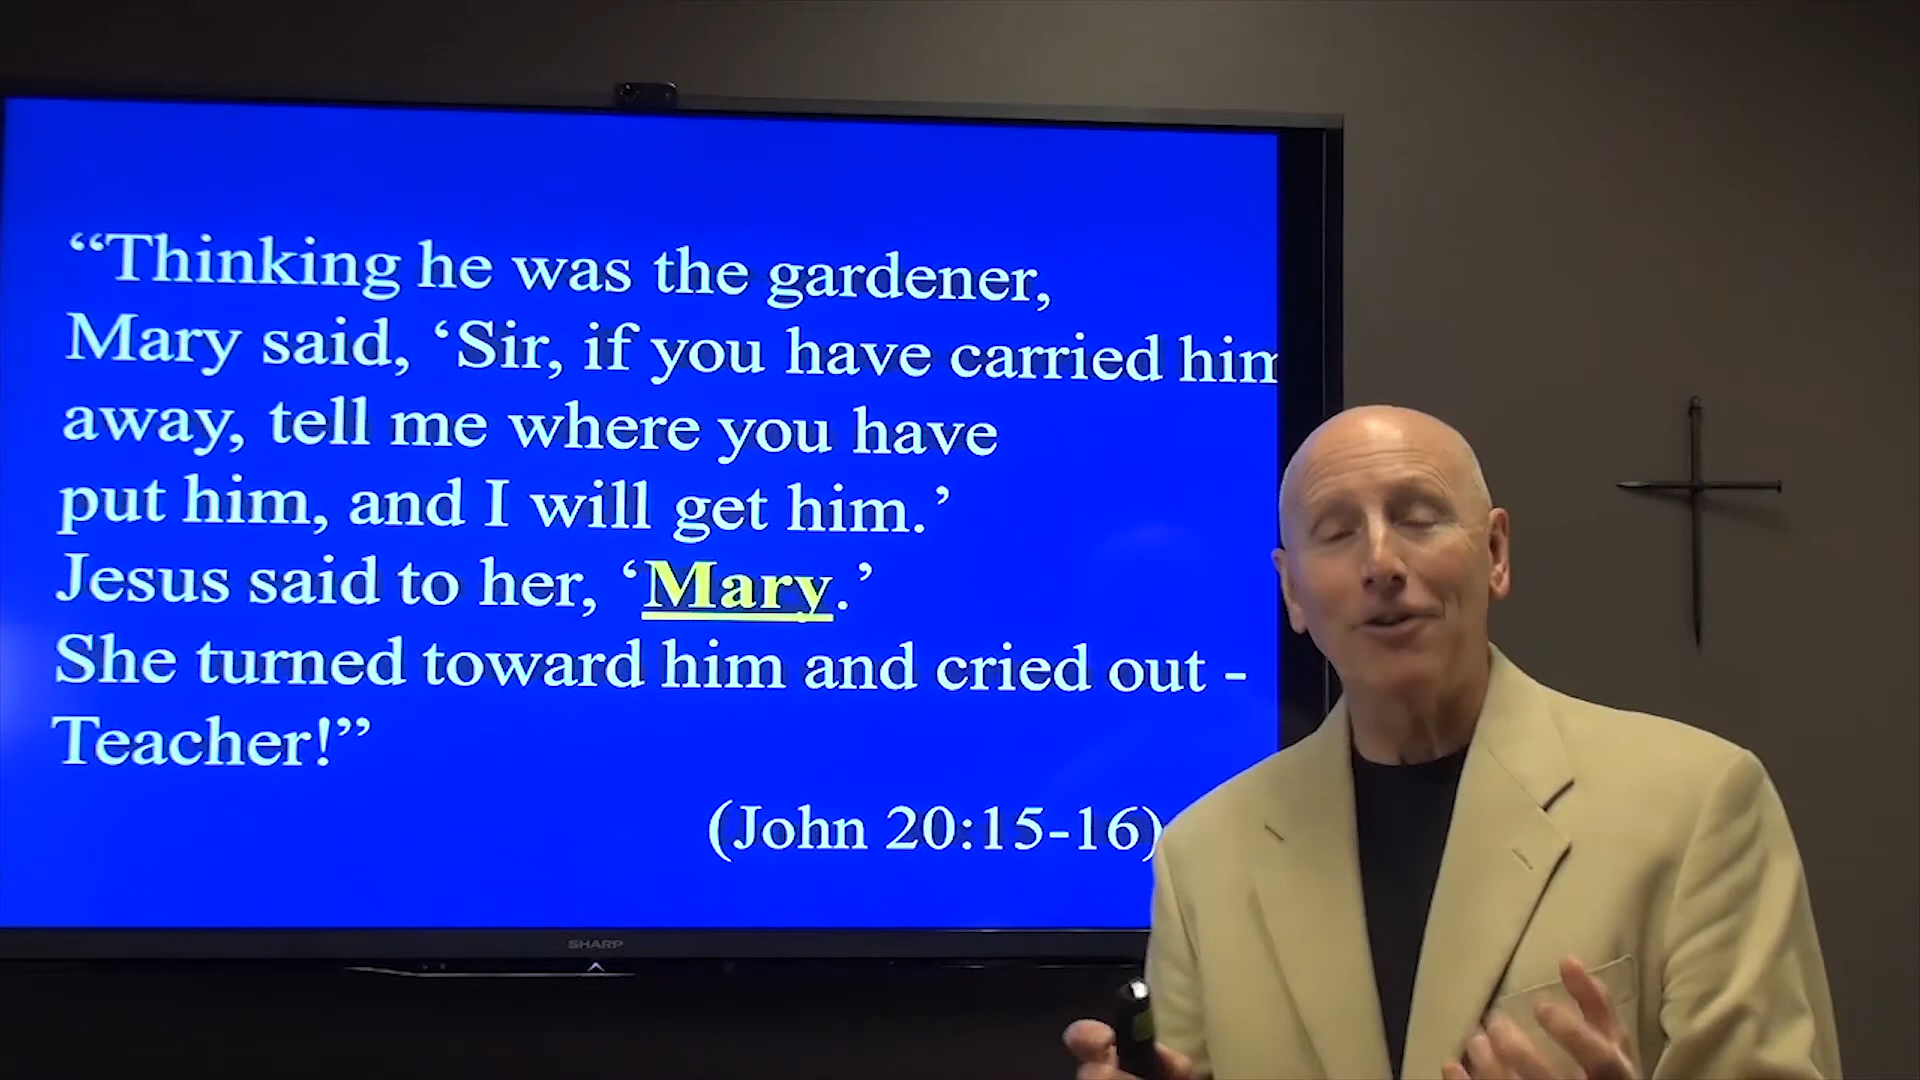 “Thinking he was the gardener,
Mary said, ‘Sir, if you have carried him
away, tell me where you have
put him, and I will get him.’
Jesus said to her, ‘Mary.’
She turned toward him and cried out -
Teacher!”
(John 20:15-16)
SHARP